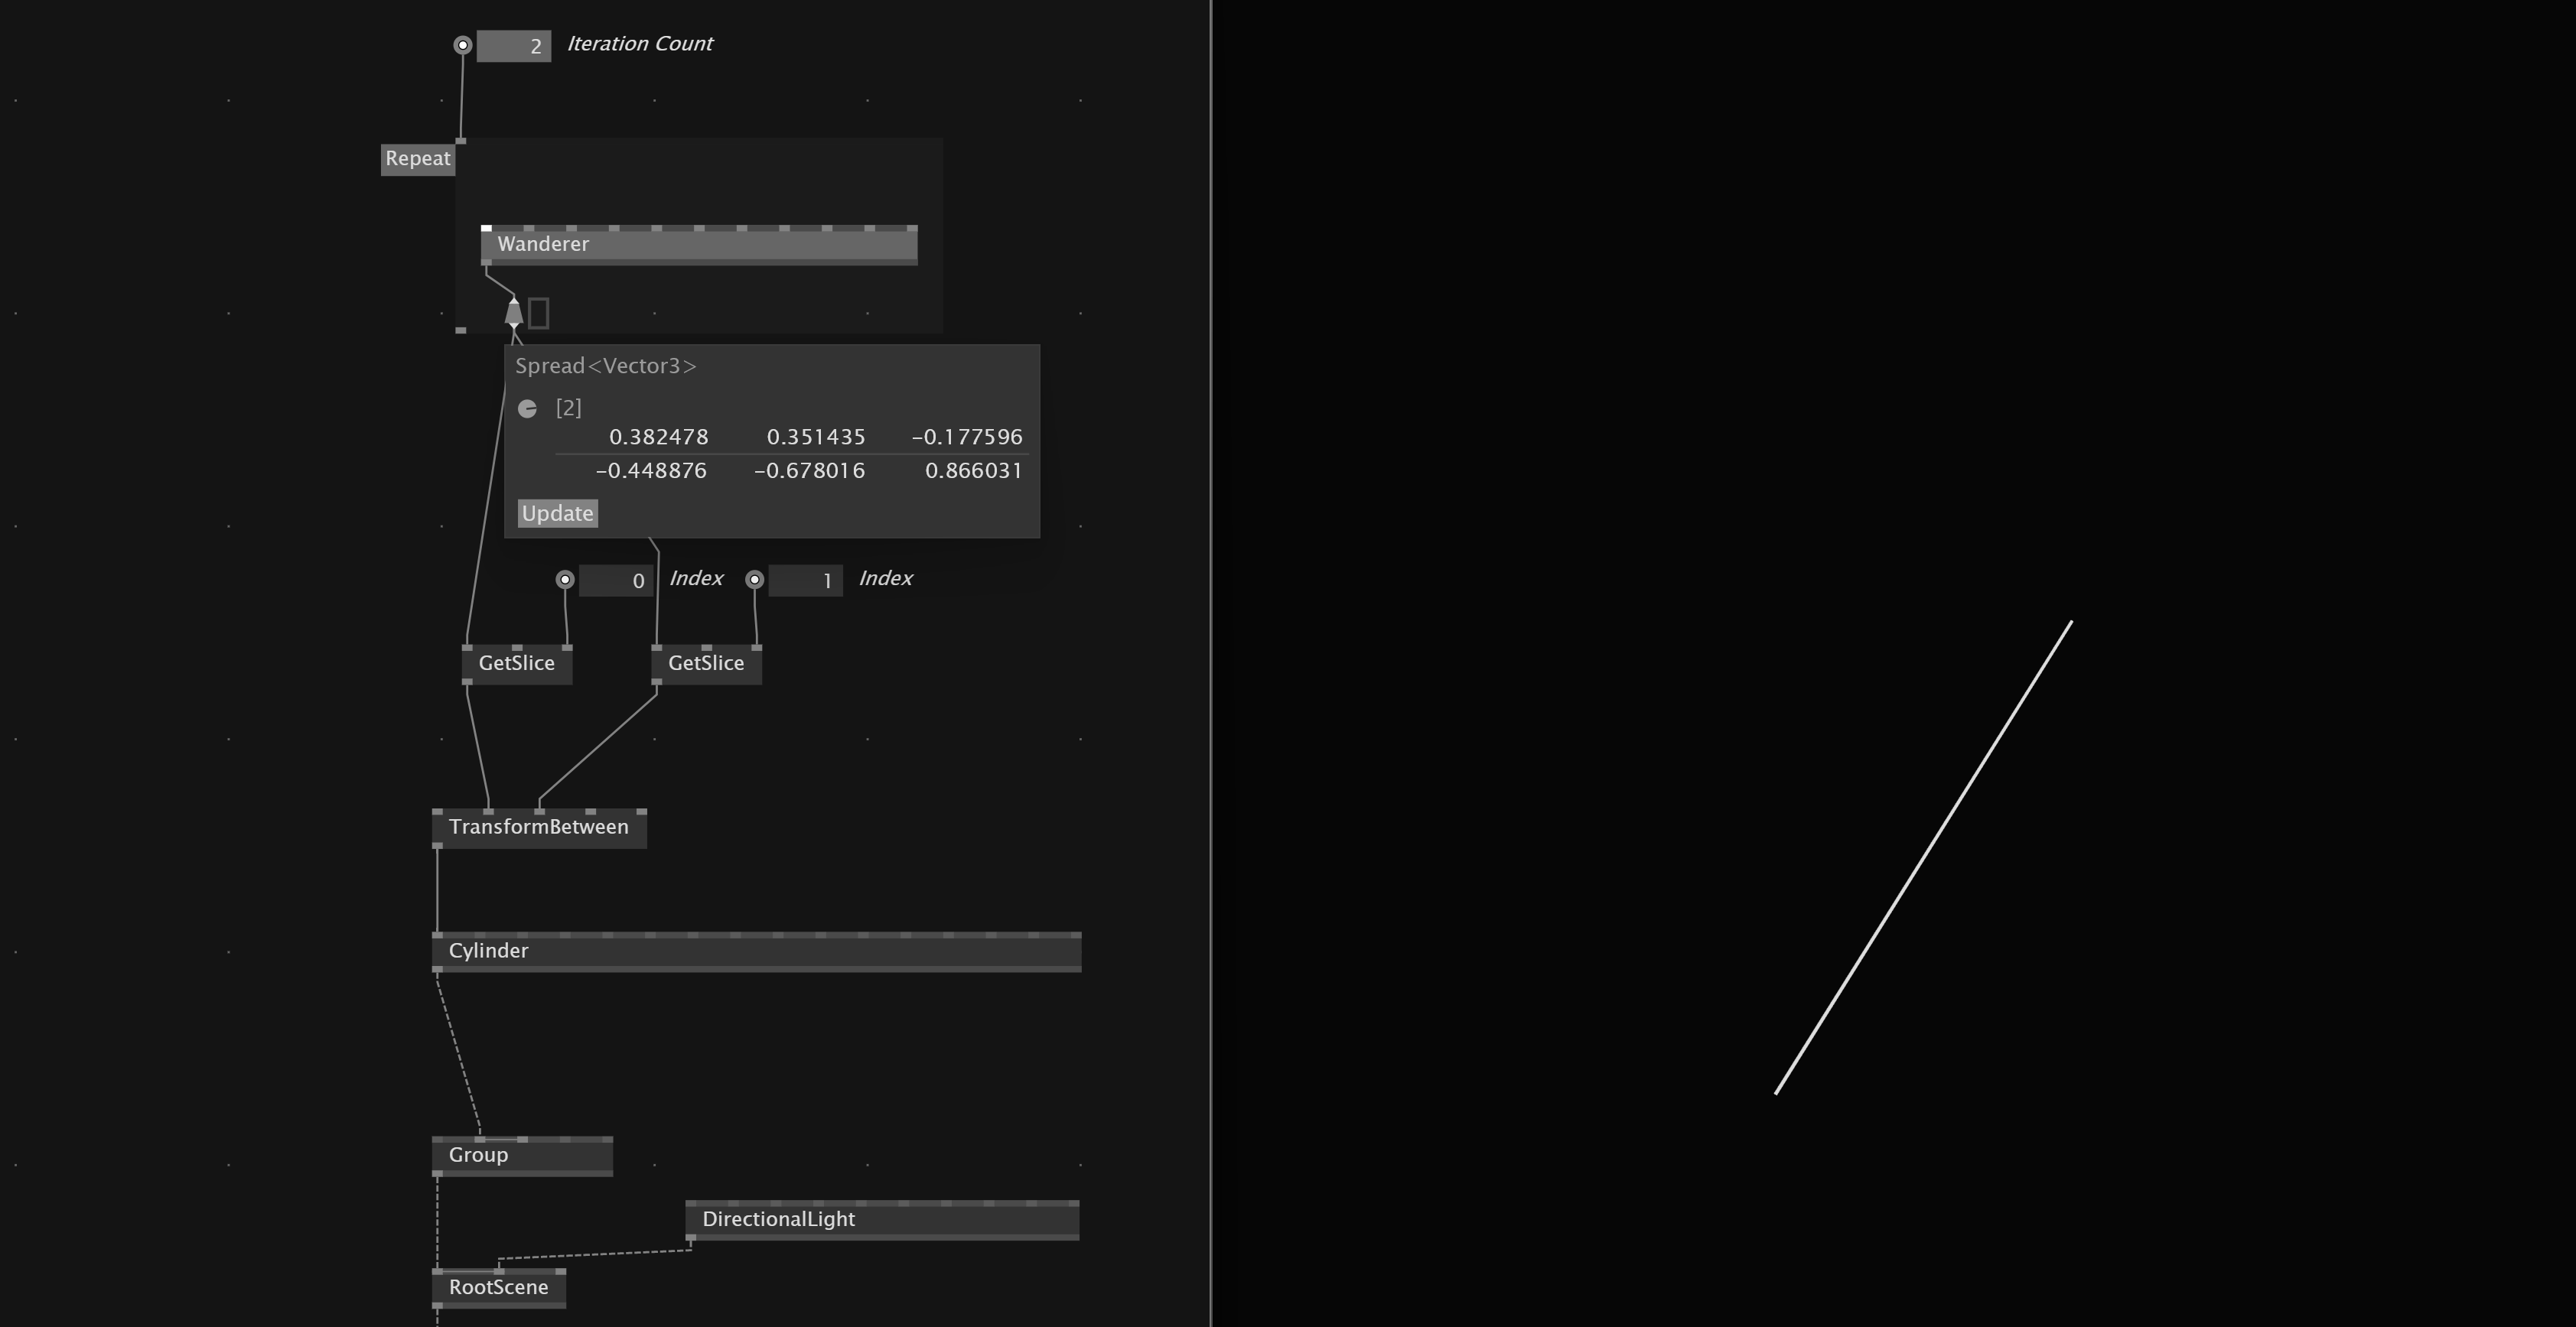 2 Iteration Count
Repeat
Wanderer
Spread<Vector3>
[2]
0.382478 0.351435 -0.177596
-0.448876 -0.678016 0.866031
Update
0 Index 1 Index
GetSlice GetSlice
TransformBetween
Cylinder
Group
DirectionalLight
RootScene